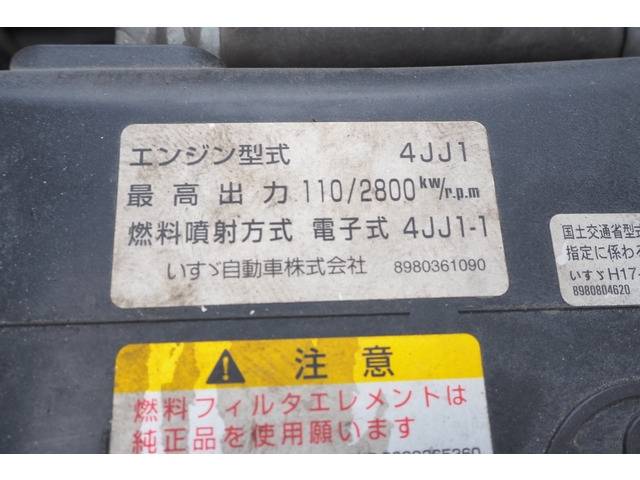 エンジン型式 4JJ1
最高出力 110/2800kw/r.p.m
燃料噴射方式 電子式 4JJ1-1
いすゞ自動車株式会社 8980361090
国土交通省型式
指定に係わる
いすゞH17-
8980804620
注意
燃料フィルタエレメントは
純正品を使用願います